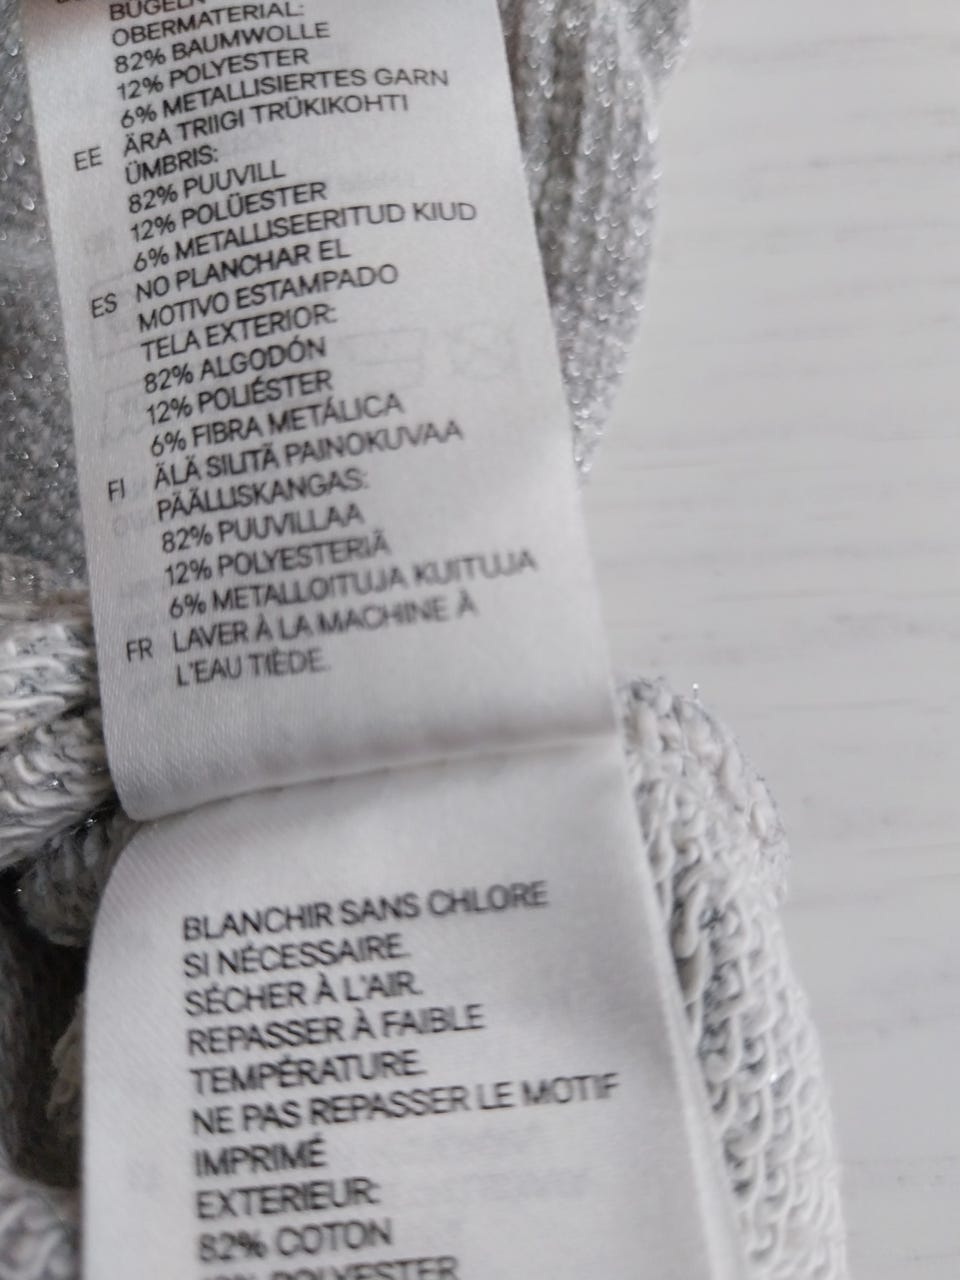 BÜGELN
OBERMATERIAL:
82% BAUMWOLLE
12% POLYESTER
6% METALLISIERTES GARN
EE ÄRA TRIIGI TRÜKIKOHTI
ÜMBRIS:
82% PUUVILL
12% POLÜESTER
6% METALLISEERITUD KIUD
ES NO PLANCHAR EL
MOTIVO ESTAMPADO
TELA EXTERIOR:
82% ALGODÓN
12% POLIÉSTER
6% FIBRA METÁLICA
FI ÄLÄ SILITÄ PAINOKUVAA
PÄÄLLISKANGAS:
82% PUUVILLAA
12% POLYESTERIÄ
6% METALLOITUJA KUITUJA
FR LAVER À LA MACHINE À
L'EAU TIÈDE.
BLANCHIR SANS CHLORE
SI NÉCESSAIRE.
SÉCHER À L'AIR.
REPASSER À FAIBLE
TEMPÉRATURE.
NE PAS REPASSER LE MOTIF
IMPRIMÉ
EXTERIEUR:
82% COTON
12% POLYESTER